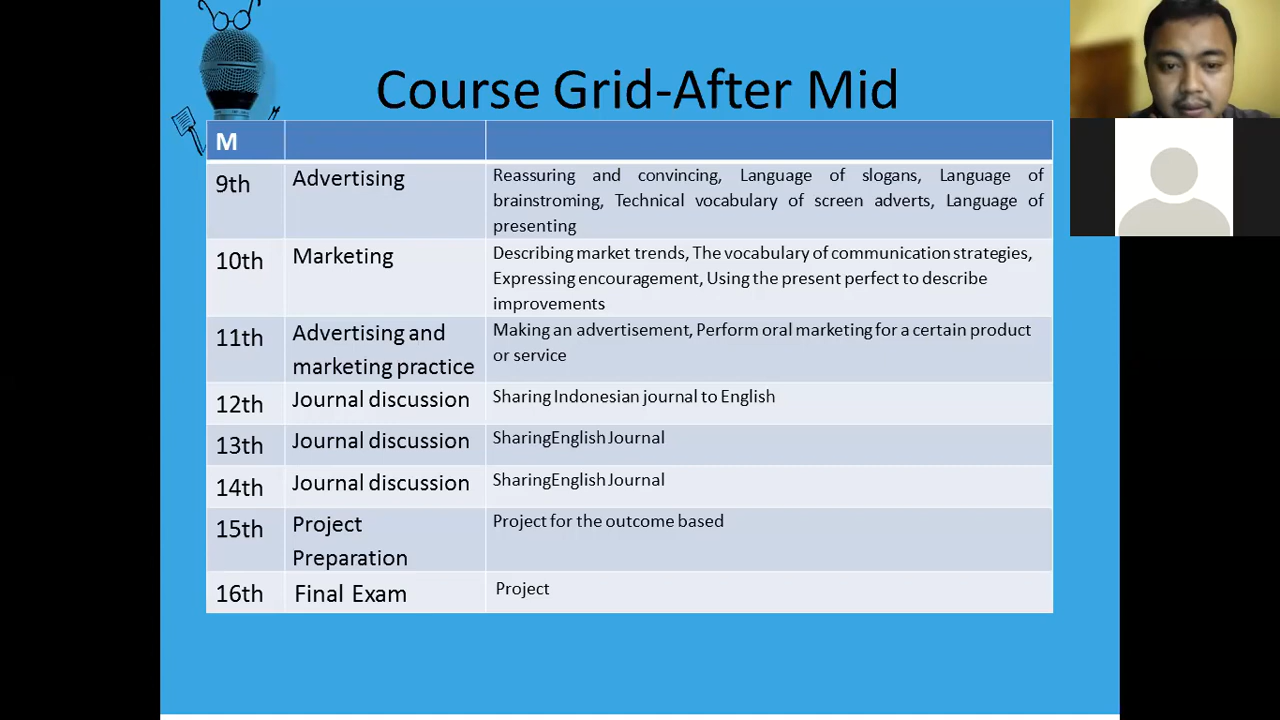 Course Grid-After Mid
M
9th
Advertising
Reassuring and convincing, Language of slogans, Language of
brainstroming, Technical vocabulary of screen adverts, Language of
presenting
10th
Marketing
Describing market trends, The vocabulary of communication strategies,
Expressing encouragement, Using the present perfect to describe
improvements
11th
Advertising and
marketing practice
Making an advertisement, Perform oral marketing for a certain product
or service
12th
Journal discussion
Sharing Indonesian journal to English
13th
Journal discussion
SharingEnglish Journal
14th
Journal discussion
SharingEnglish Journal
15th
Project
Preparation
Project for the outcome based
16th
Final Exam
Project